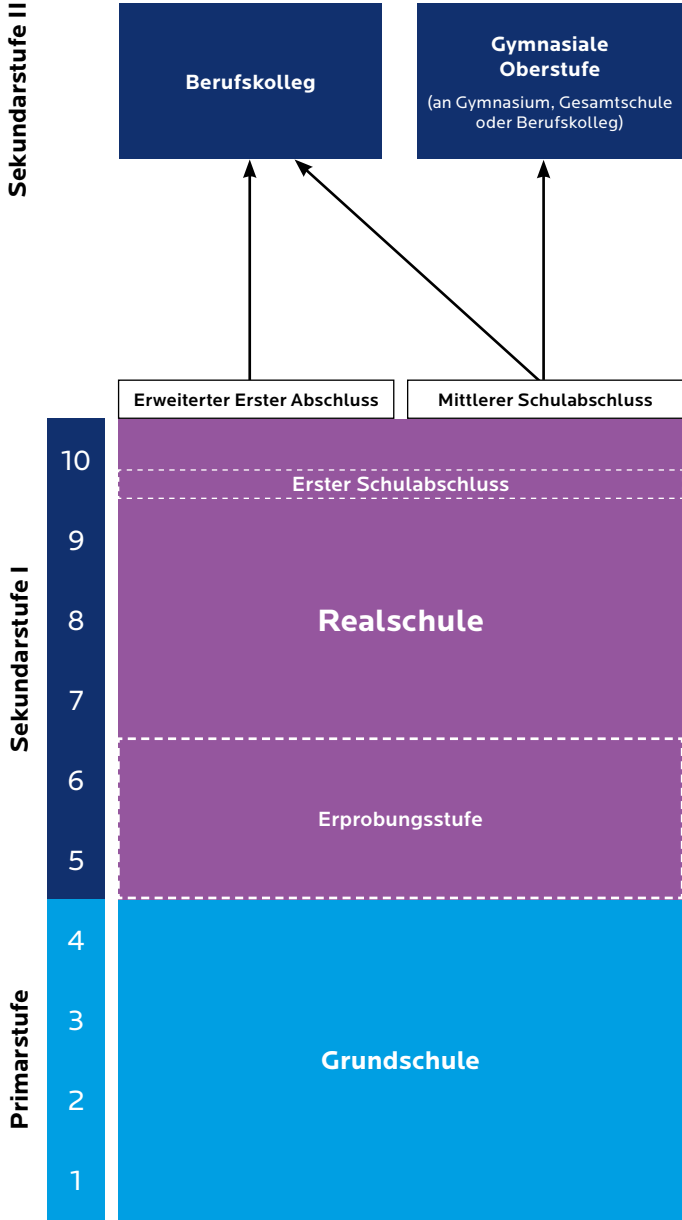 Sekundarstufe II
Berufskolleg
Gymnasiale
Oberstufe
(an Gymnasium, Gesamtschule
oder Berufskolleg)
Erweiterter Erster Abschluss
Mittlerer Schulabschluss
Sekundarstufe I
10
Erster Schulabschluss
9
8
Realschule
7
6
Erprobungsstufe
5
Primarstufe
4
3
Grundschule
2
1